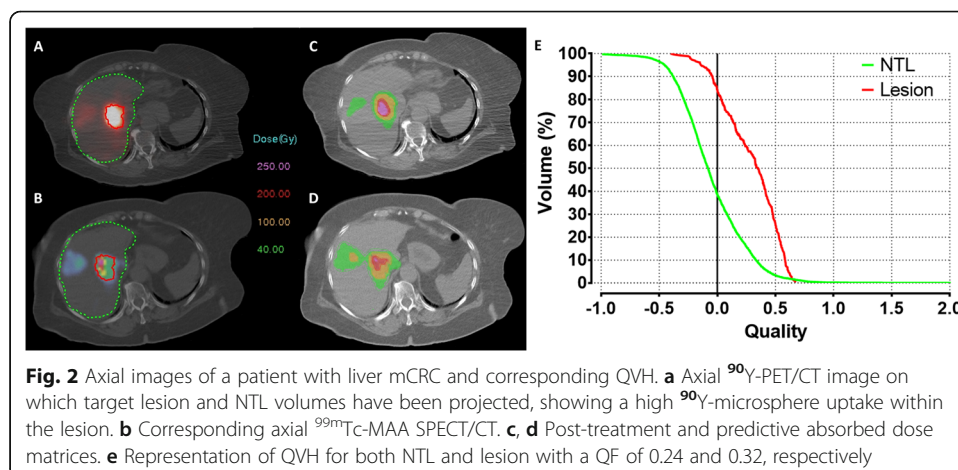 A
C
E
B
D
Dose(Gy)
250.00
200.00
100.00
40.00
Volume (%)
100
90
80
70
60
50
40
30
20
10
0
NTL
Lesion
-1.0 -0.5 0.0 0.5 1.0 1.5 2.0
Quality
Fig. 2 Axial images of a patient with liver mCRC and corresponding QVH. a Axial ⁹⁰Y-PET/CT image on
which target lesion and NTL volumes have been projected, showing a high ⁹⁰Y-microsphere uptake within
the lesion. b Corresponding axial ⁹⁹ᵐTc-MAA SPECT/CT. c, d Post-treatment and predictive absorbed dose
matrices. e Representation of QVH for both NTL and lesion with a QF of 0.24 and 0.32, respectively